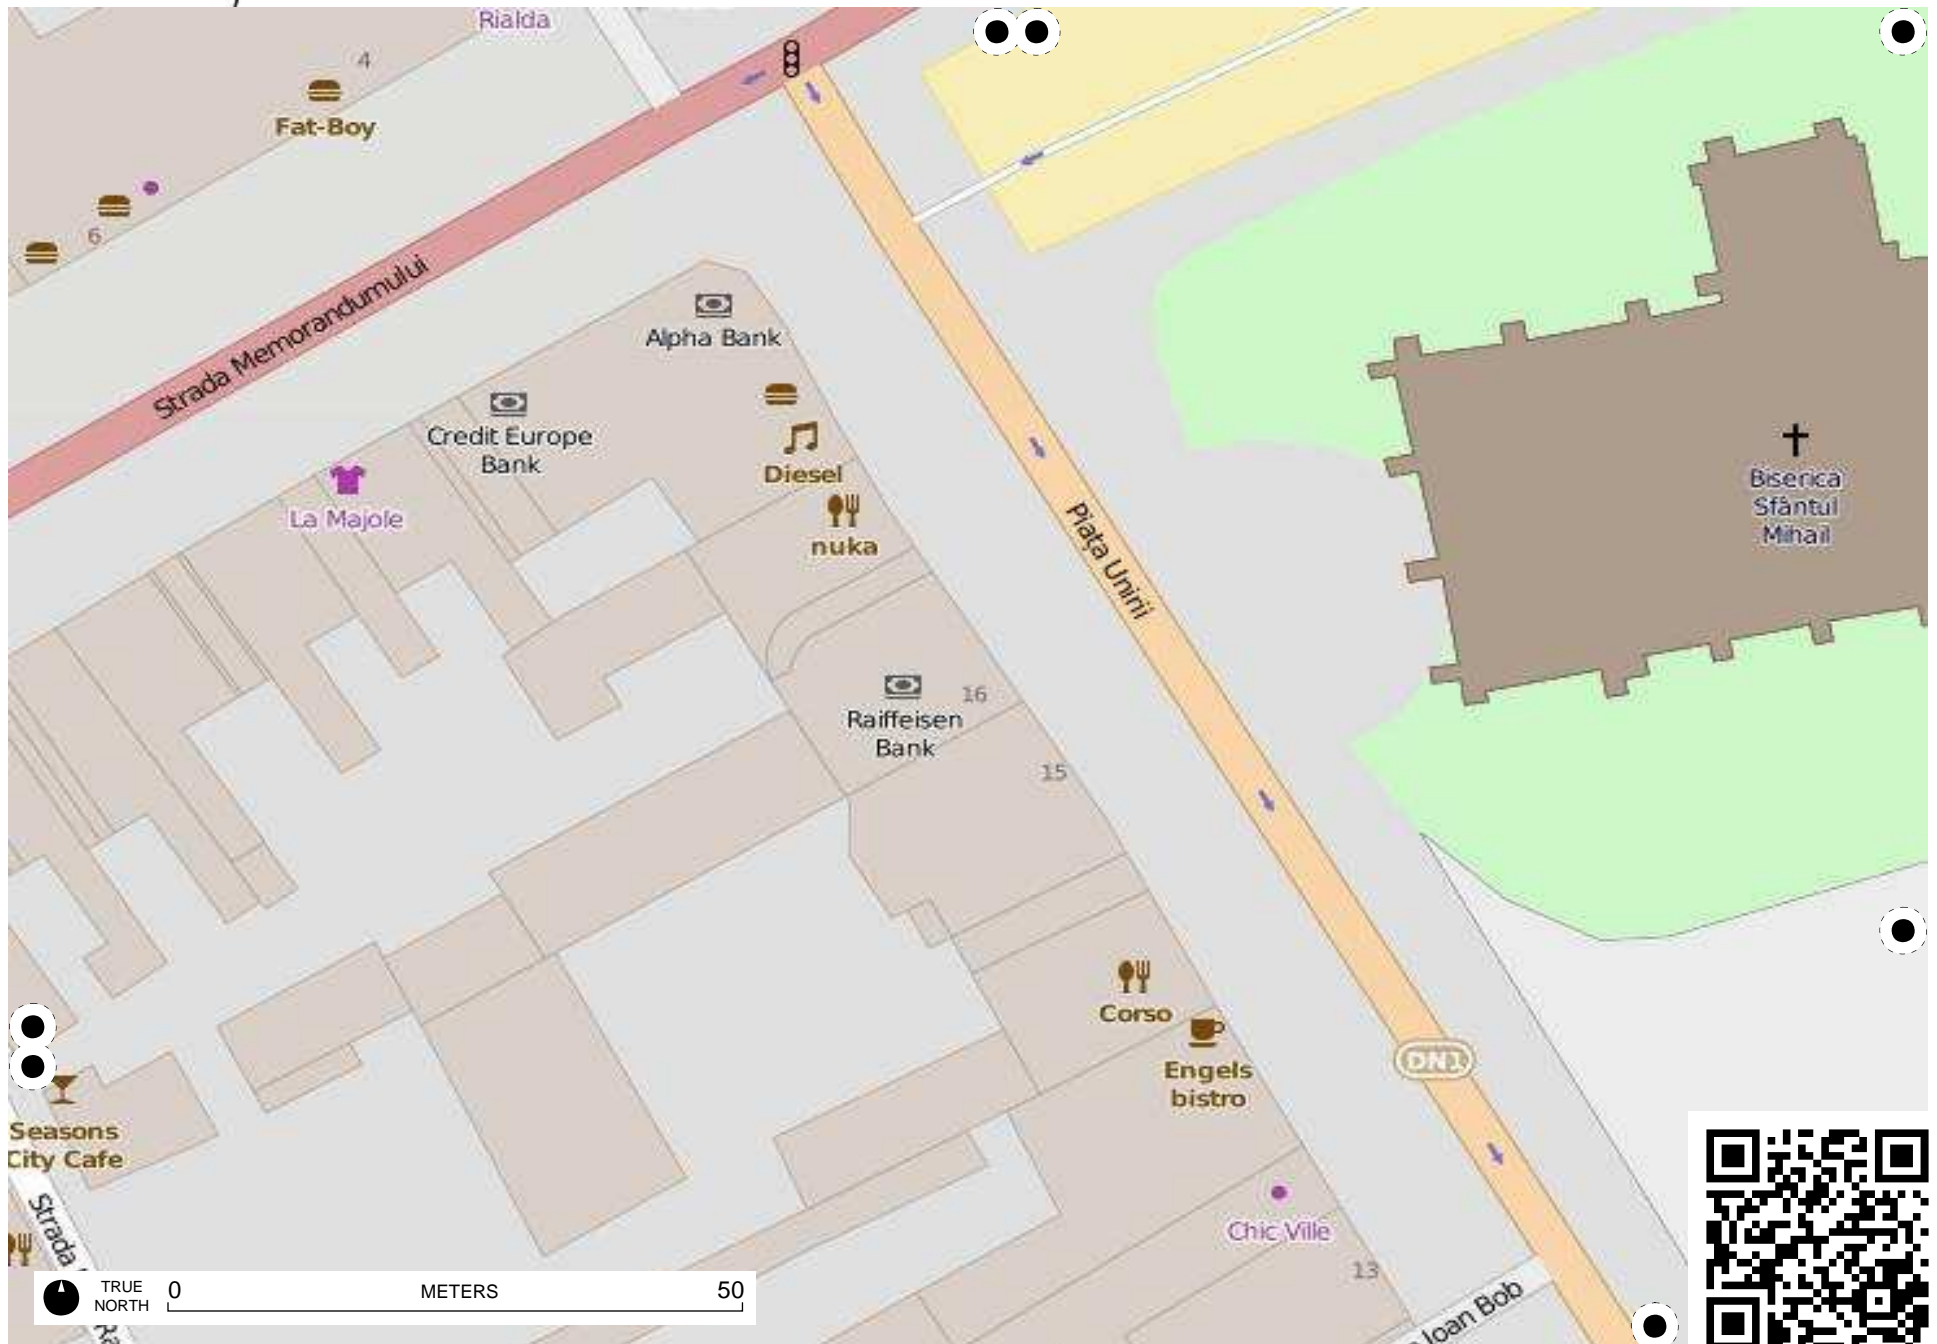 Rialda
4
Fat-Boy
6
Strada Memorandumului
Alpha Bank
Credit Europe
Bank
Diesel
La Majole
nuka
Piața Unirii
Biserica
Sfântul
Mihail
16
Raiffeisen
Bank
15
Corso
Engels
bistro
DN1
Seasons
City Cafe
Strada
Chic Ville
13
Ioan Bob
TRUE
NORTH
0
METERS
50